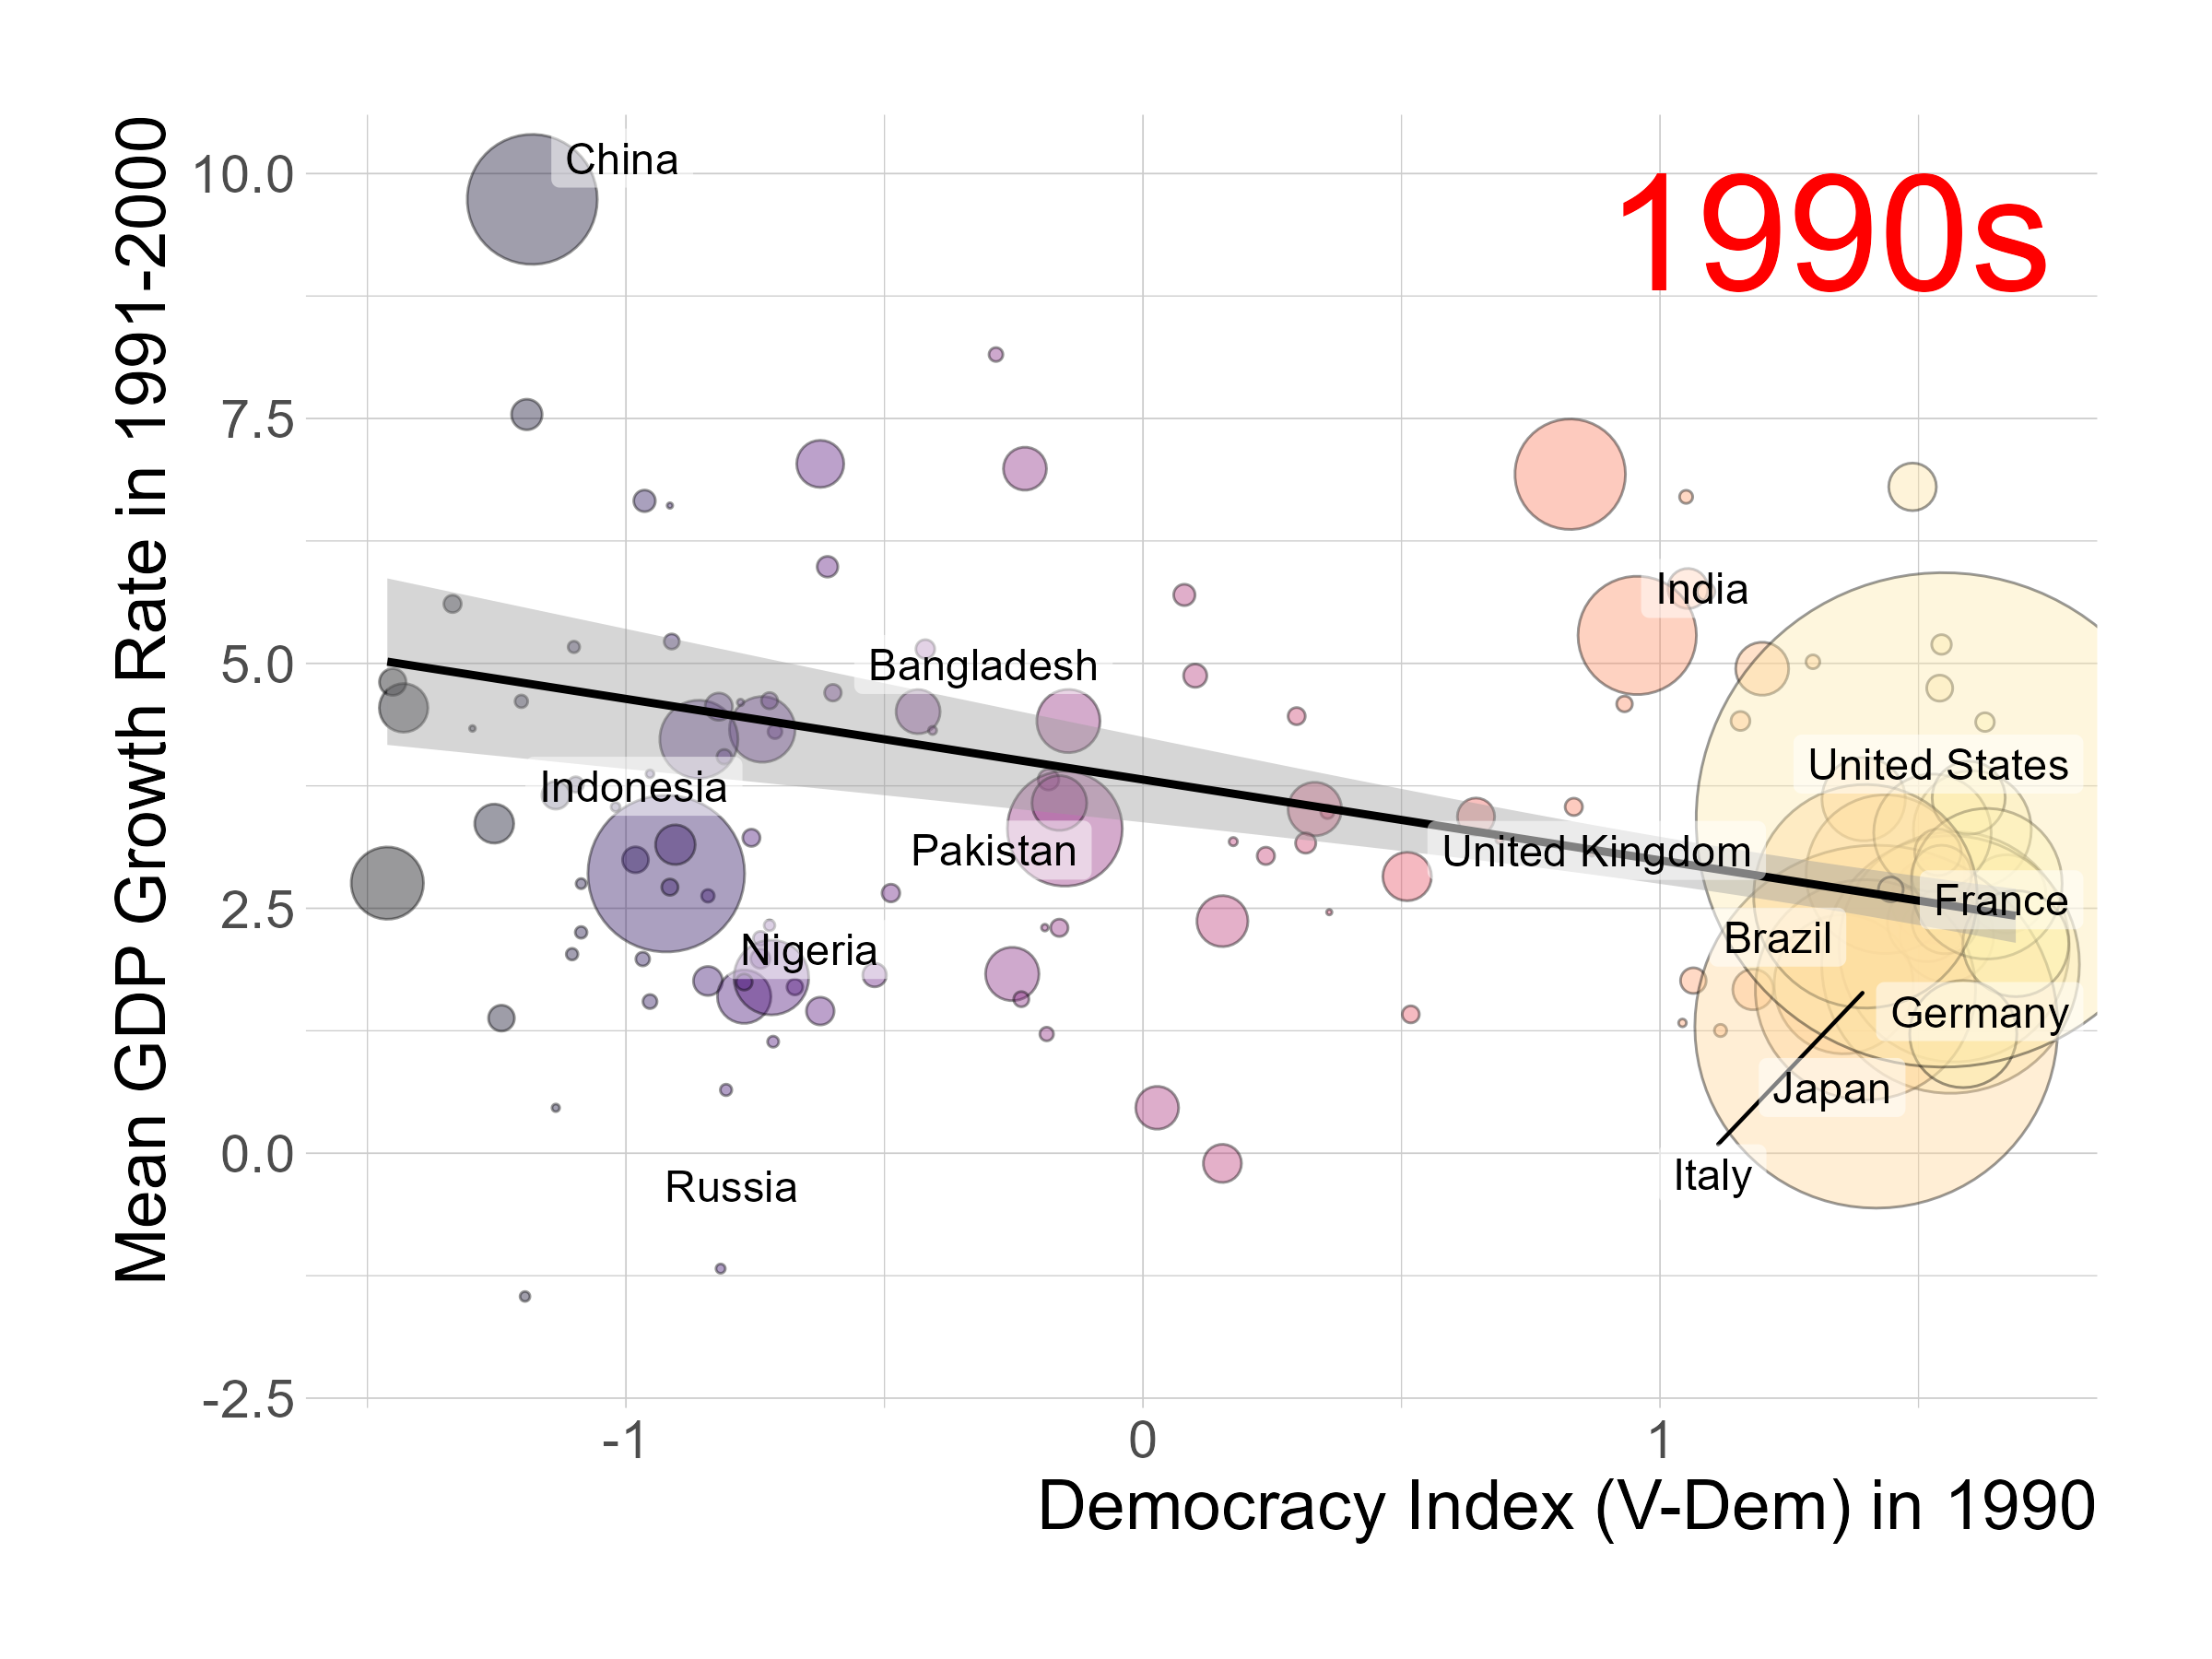 Mean GDP Growth Rate in 1991-2000
10.0
7.5
5.0
2.5
0.0
-2.5
1990s
China
India
Bangladesh
United States
Indonesia
Pakistan
United Kingdom
France
Brazil
Nigeria
Germany
Japan
Italy
Russia
-1
0
1
Democracy Index (V-Dem) in 1990